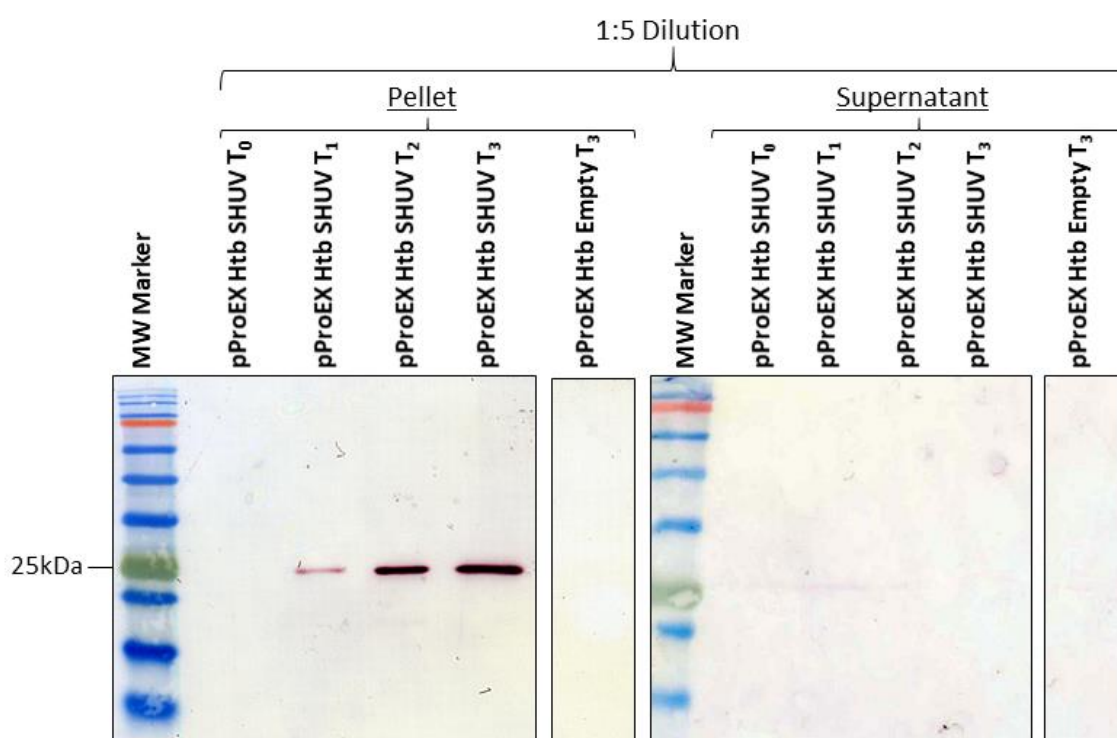 1:5 Dilution
Pellet
Supernatant
MW Marker
pProEX Htb SHUV T₀
pProEX Htb SHUV T₁
pProEX Htb SHUV T₂
pProEX Htb SHUV T₃
pProEX Htb Empty T₃
MW Marker
pProEX Htb SHUV T₀
pProEX Htb SHUV T₁
pProEX Htb SHUV T₂
pProEX Htb SHUV T₃
pProEX Htb Empty T₃
25kDa